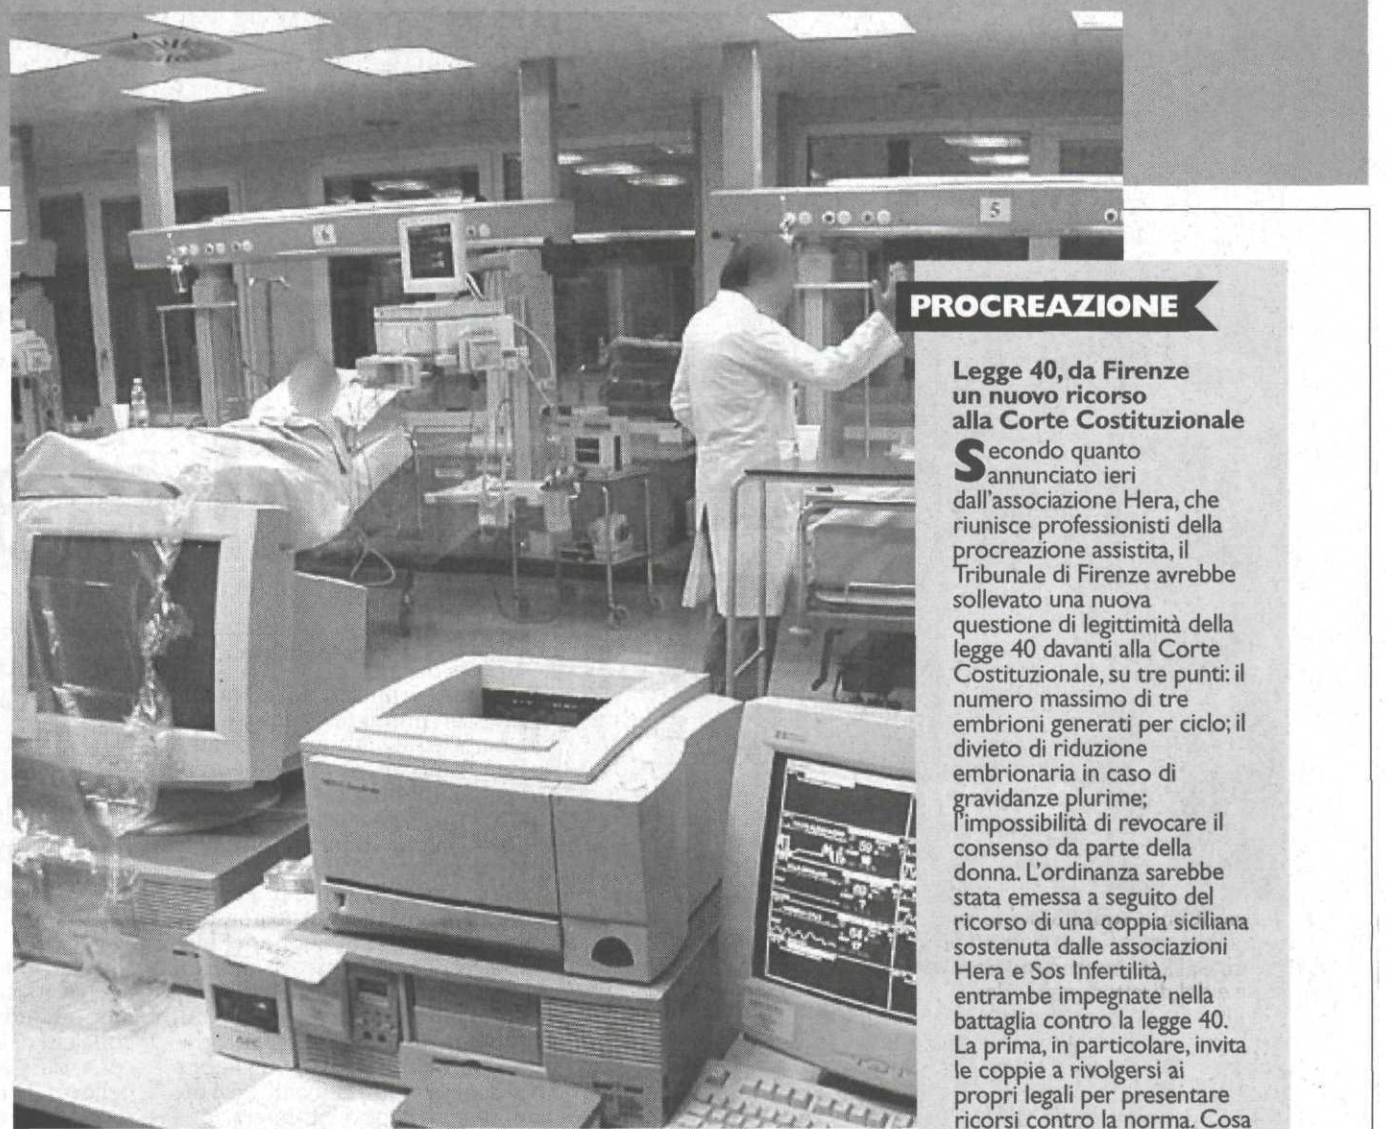 6
5
PROCREAZIONE
Legge 40, da Firenze
un nuovo ricorso
alla Corte Costituzionale
Secondo quanto
annunciato ieri
dall'associazione Hera, che
riunisce professionisti della
procreazione assistita, il
Tribunale di Firenze avrebbe
sollevato una nuova
questione di legittimità della
legge 40 davanti alla Corte
Costituzionale, su tre punti: il
numero massimo di tre
embrioni generati per ciclo; il
divieto di riduzione
embrionaria in caso di
gravidanze plurime;
l'impossibilità di revocare il
consenso da parte della
donna. L'ordinanza sarebbe
stata emessa a seguito del
ricorso di una coppia siciliana
sostenuta dalle associazioni
Hera e Sos Infertilità,
entrambe impegnate nella
battaglia contro la legge 40.
La prima, in particolare, invita
le coppie a rivolgersi ai
propri legali per presentare
ricorsi contro la norma. Cosa